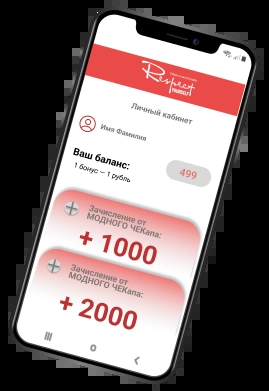 Respect
Личный кабинет
Имя Фамилия
Ваш баланс:
1 бонус — 1 рубль
499
Зачисление от
МОДНОГО ЧЕКапа:
+ 1000
Зачисление от
МОДНОГО ЧЕКапа:
+ 2000